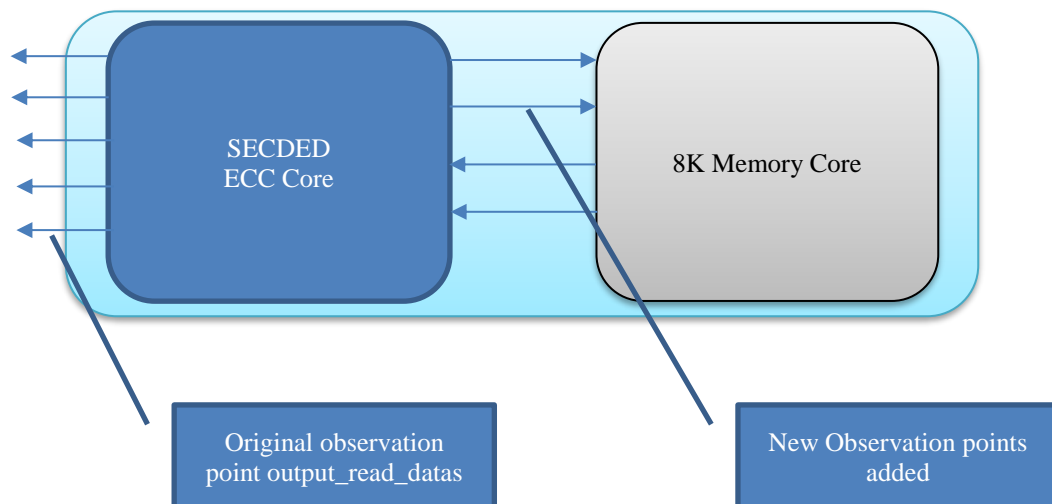 SECDED
ECC Core
8K Memory Core
Original observation
point output_read_datas
New Observation points
added